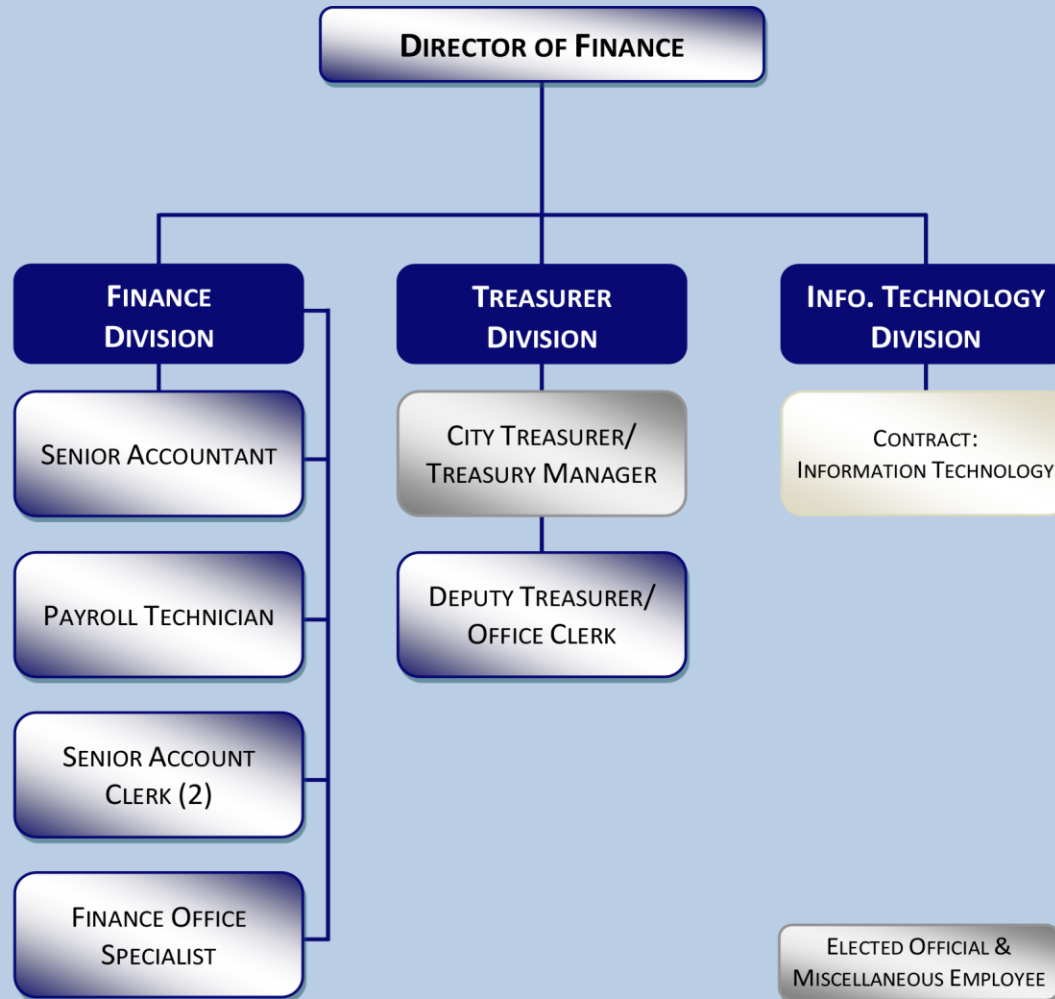 DIRECTOR OF FINANCE
FINANCE
DIVISION
SENIOR ACCOUNTANT
PAYROLL TECHNICIAN
SENIOR ACCOUNT
CLERK (2)
FINANCE OFFICE
SPECIALIST
TREASURER
DIVISION
CITY TREASURER/
TREASURY MANAGER
DEPUTY TREASURER/
OFFICE CLERK
INFO. TECHNOLOGY
DIVISION
CONTRACT:
INFORMATION TECHNOLOGY
ELECTED OFFICIAL &
MISCELLANEOUS EMPLOYEE